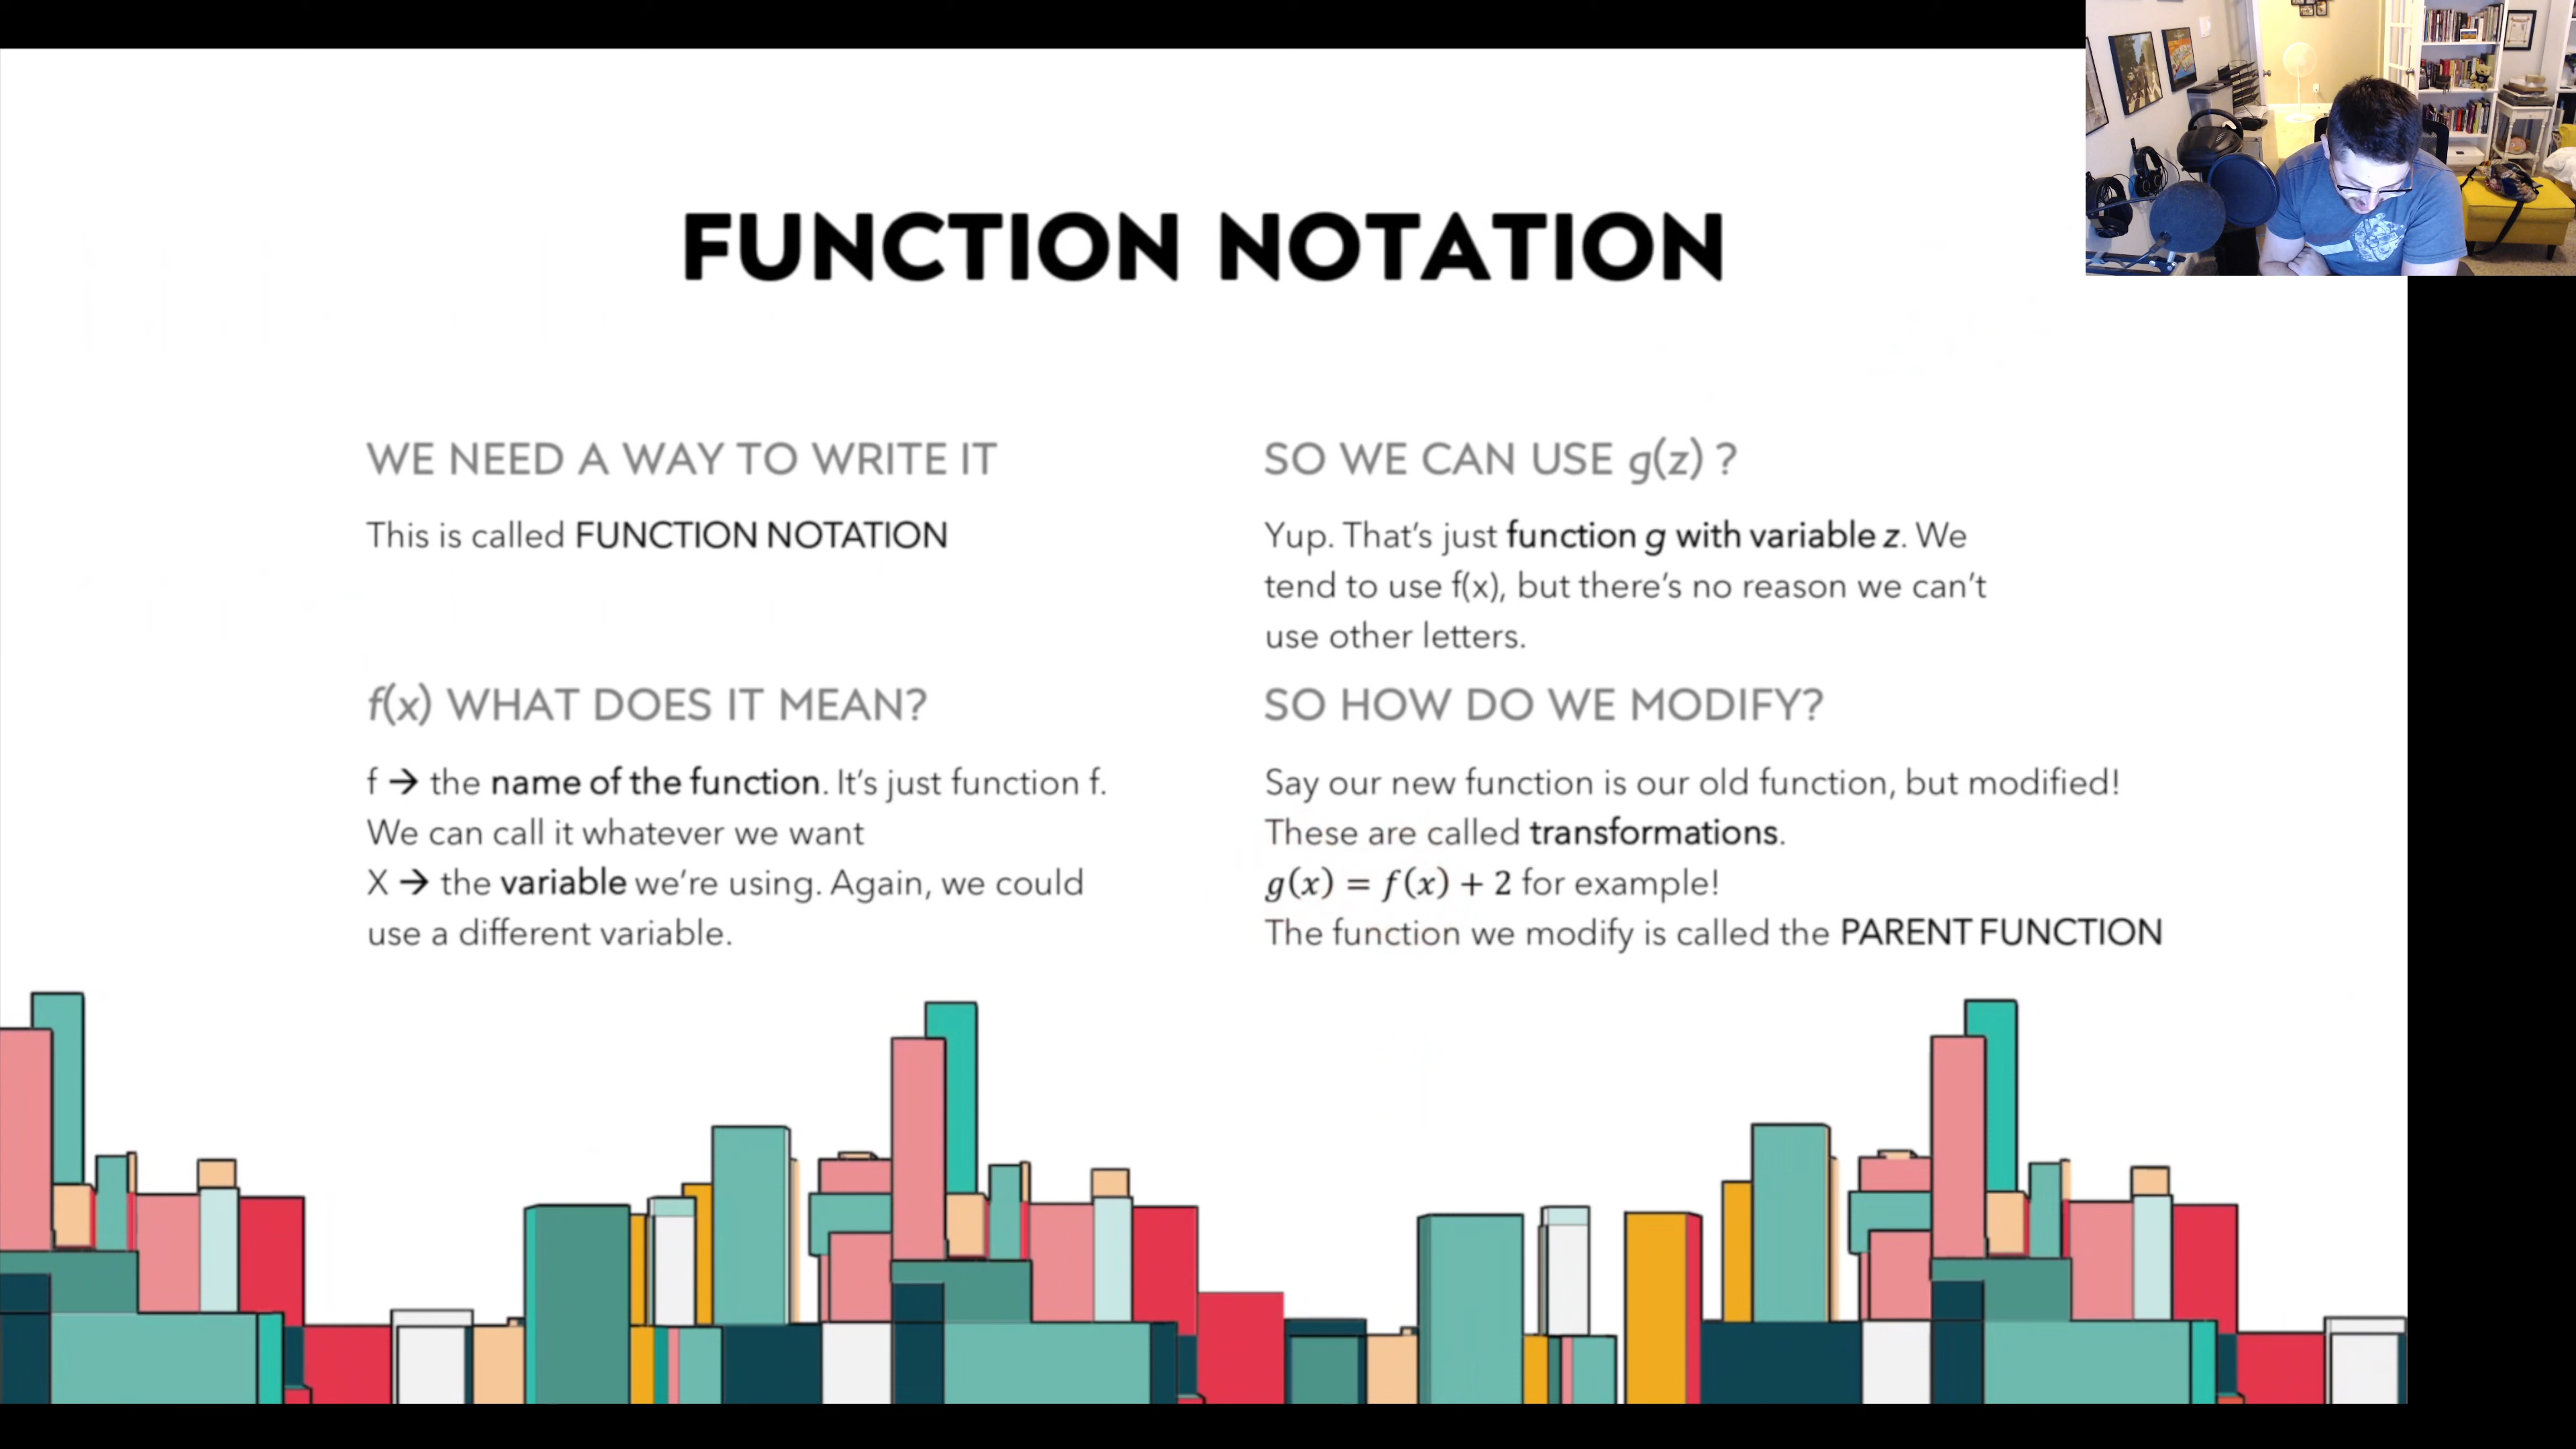 FUNCTION NOTATION
WE NEED A WAY TO WRITE IT
This is called FUNCTION NOTATION
f(x) WHAT DOES IT MEAN?
f → the name of the function. It's just function f.
We can call it whatever we want
X → the variable we're using. Again, we could
use a different variable.
SO WE CAN USE g(z) ?
Yup. That's just function g with variable z. We
tend to use f(x), but there's no reason we can't
use other letters.
SO HOW DO WE MODIFY?
Say our new function is our old function, but modified!
These are called transformations.
g(x) = f(x) + 2 for example!
The function we modify is called the PARENT FUNCTION